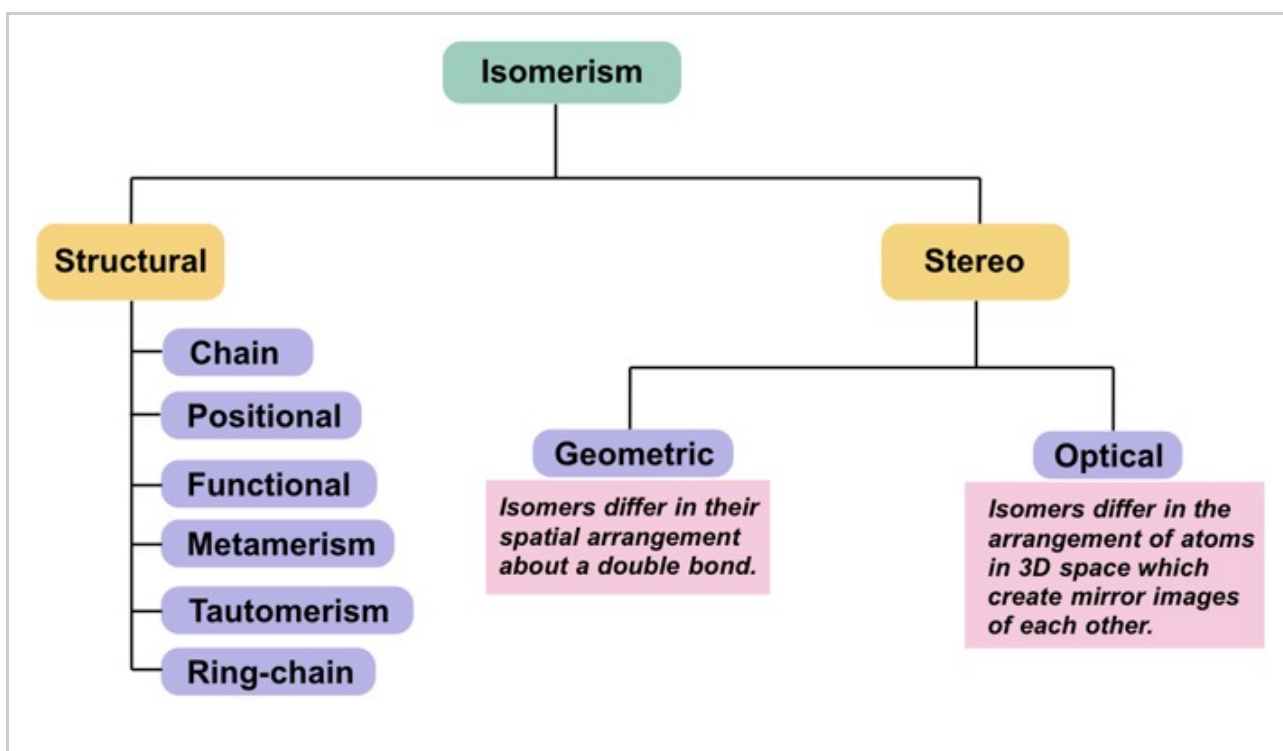 Isomerism
Structural
Stereo
Chain
Positional
Functional
Metamerism
Tautomerism
Ring-chain
Geometric
Isomers differ in their
spatial arrangement
about a double bond.
Optical
Isomers differ in the
arrangement of atoms
in 3D space which
create mirror images
of each other.